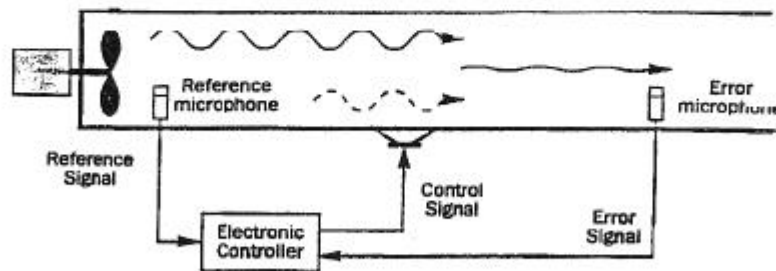 Reference
microphone
Error
microphone
Reference
Signal
Control
Signal
Electronic
Controller
Error
Signal